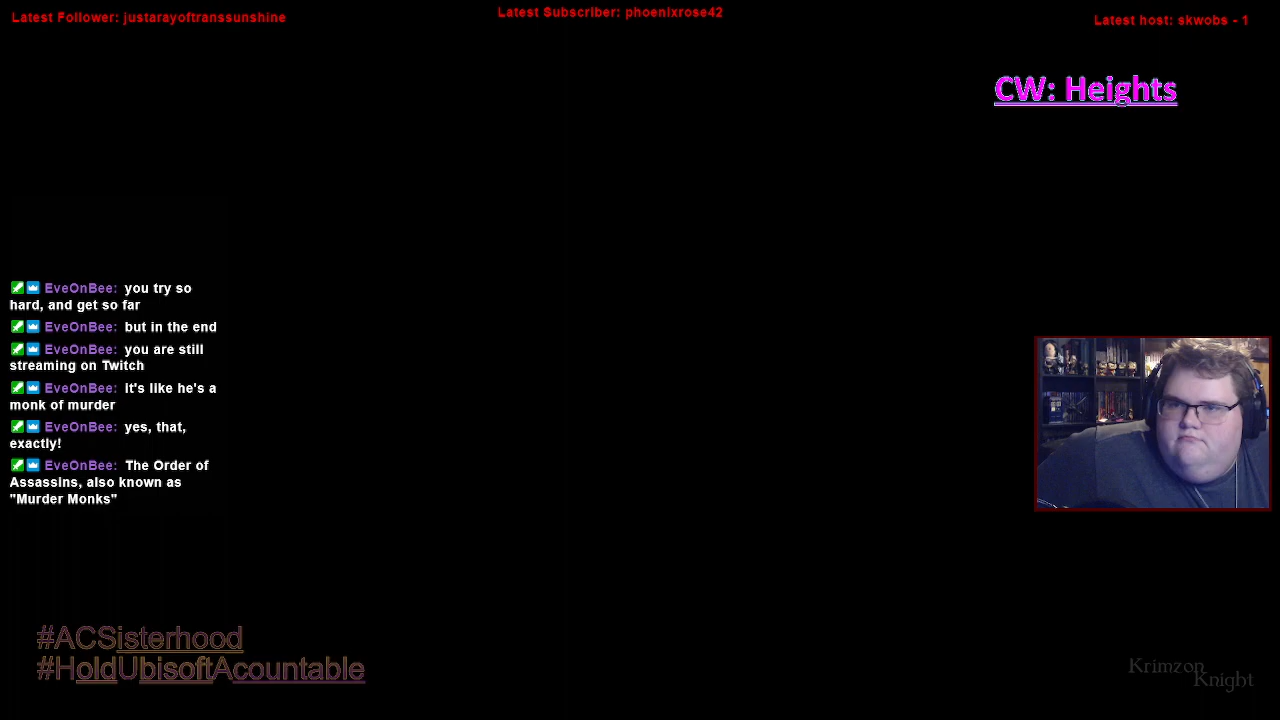 Latest Follower: justarayoftranssunshine
Latest Subscriber: phoenixrose42
Latest host: skwobs - 1
CW: Heights
EveOnBee: you try so
hard, and get so far
EveOnBee: but in the end
EveOnBee: you are still
streaming on Twitch
EveOnBee: It's like he's a
monk of murder
EveOnBee: yes, that,
exactly!
EveOnBee: The Order of
Assassins, also known as
"Murder Monks"
#ACSisterhood
#HoldUbisoftAcountable
Krimzon
Knight